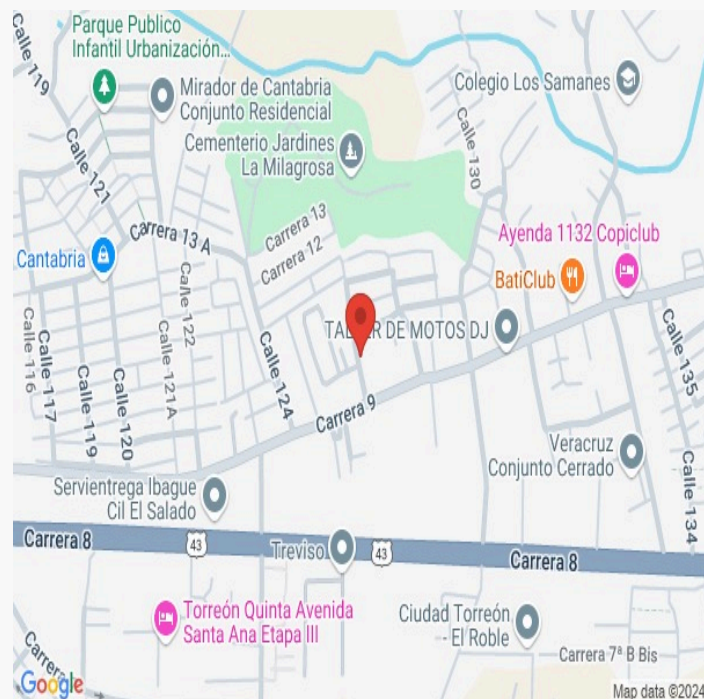 Parque Publico
Infantil Urbanización...
Calle 119
Mirador de Cantabria
Conjunto Residencial
Colegio Los Samanes
Cementerio Jardines
La Milagrosa
Calle 130
Calle 121
Carrera 13
Carrera 13 A
Carrera 12
Ayenda 1132 Copiclub
Cantabria
BatiClub
Calle 122
DE MOTOS DJ
Calle 116
Calle 117
Calle 119
Calle 120
Calle 121A
Calle 124
Calle 135
Carrera 9
Veracruz
Conjunto Cerrado
Calle 134
Servientrega Ibague
Cil El Salado
Carrera 8
43
Treviso
43
Carrera 8
Torreón Quinta Avenida
Santa Ana Etapa III
Ciudad Torreón
- El Roble
Carrera 7ª B Bis
Google
Map data ©2024